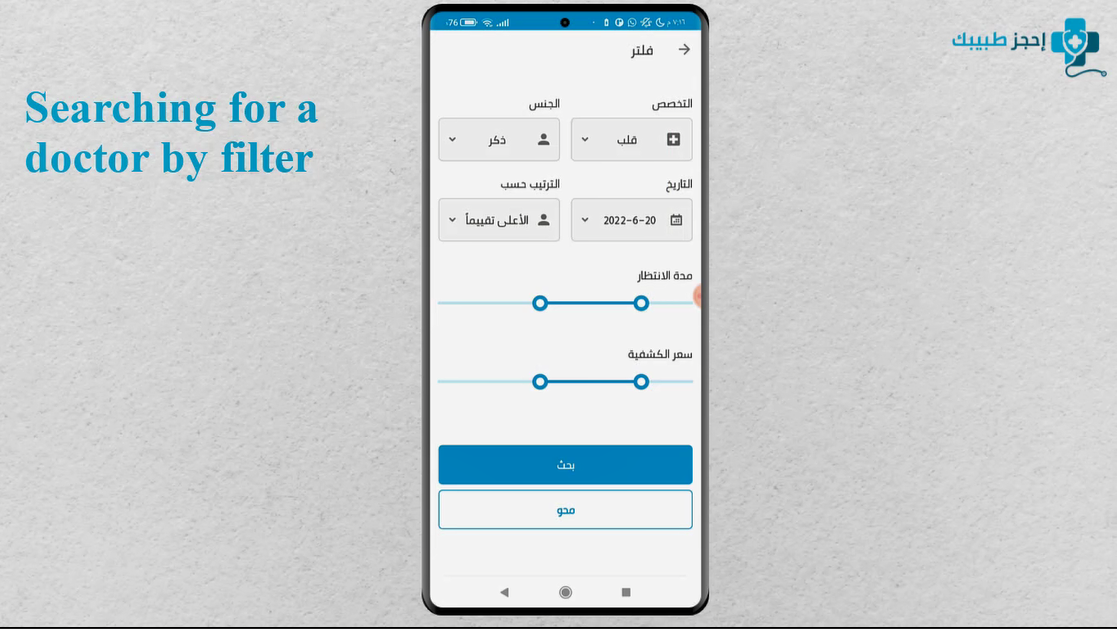 Searching for a
doctor by filter
إحجز طبيبك
76 ٧:١٦ م
فلتر
التخصص
الجنس
قلب
ذكر
التاريخ
الترتيب حسب
2022-6-20
الأعلى تقييماً
مدة الانتظار
سعر الكشفية
بحث
محو